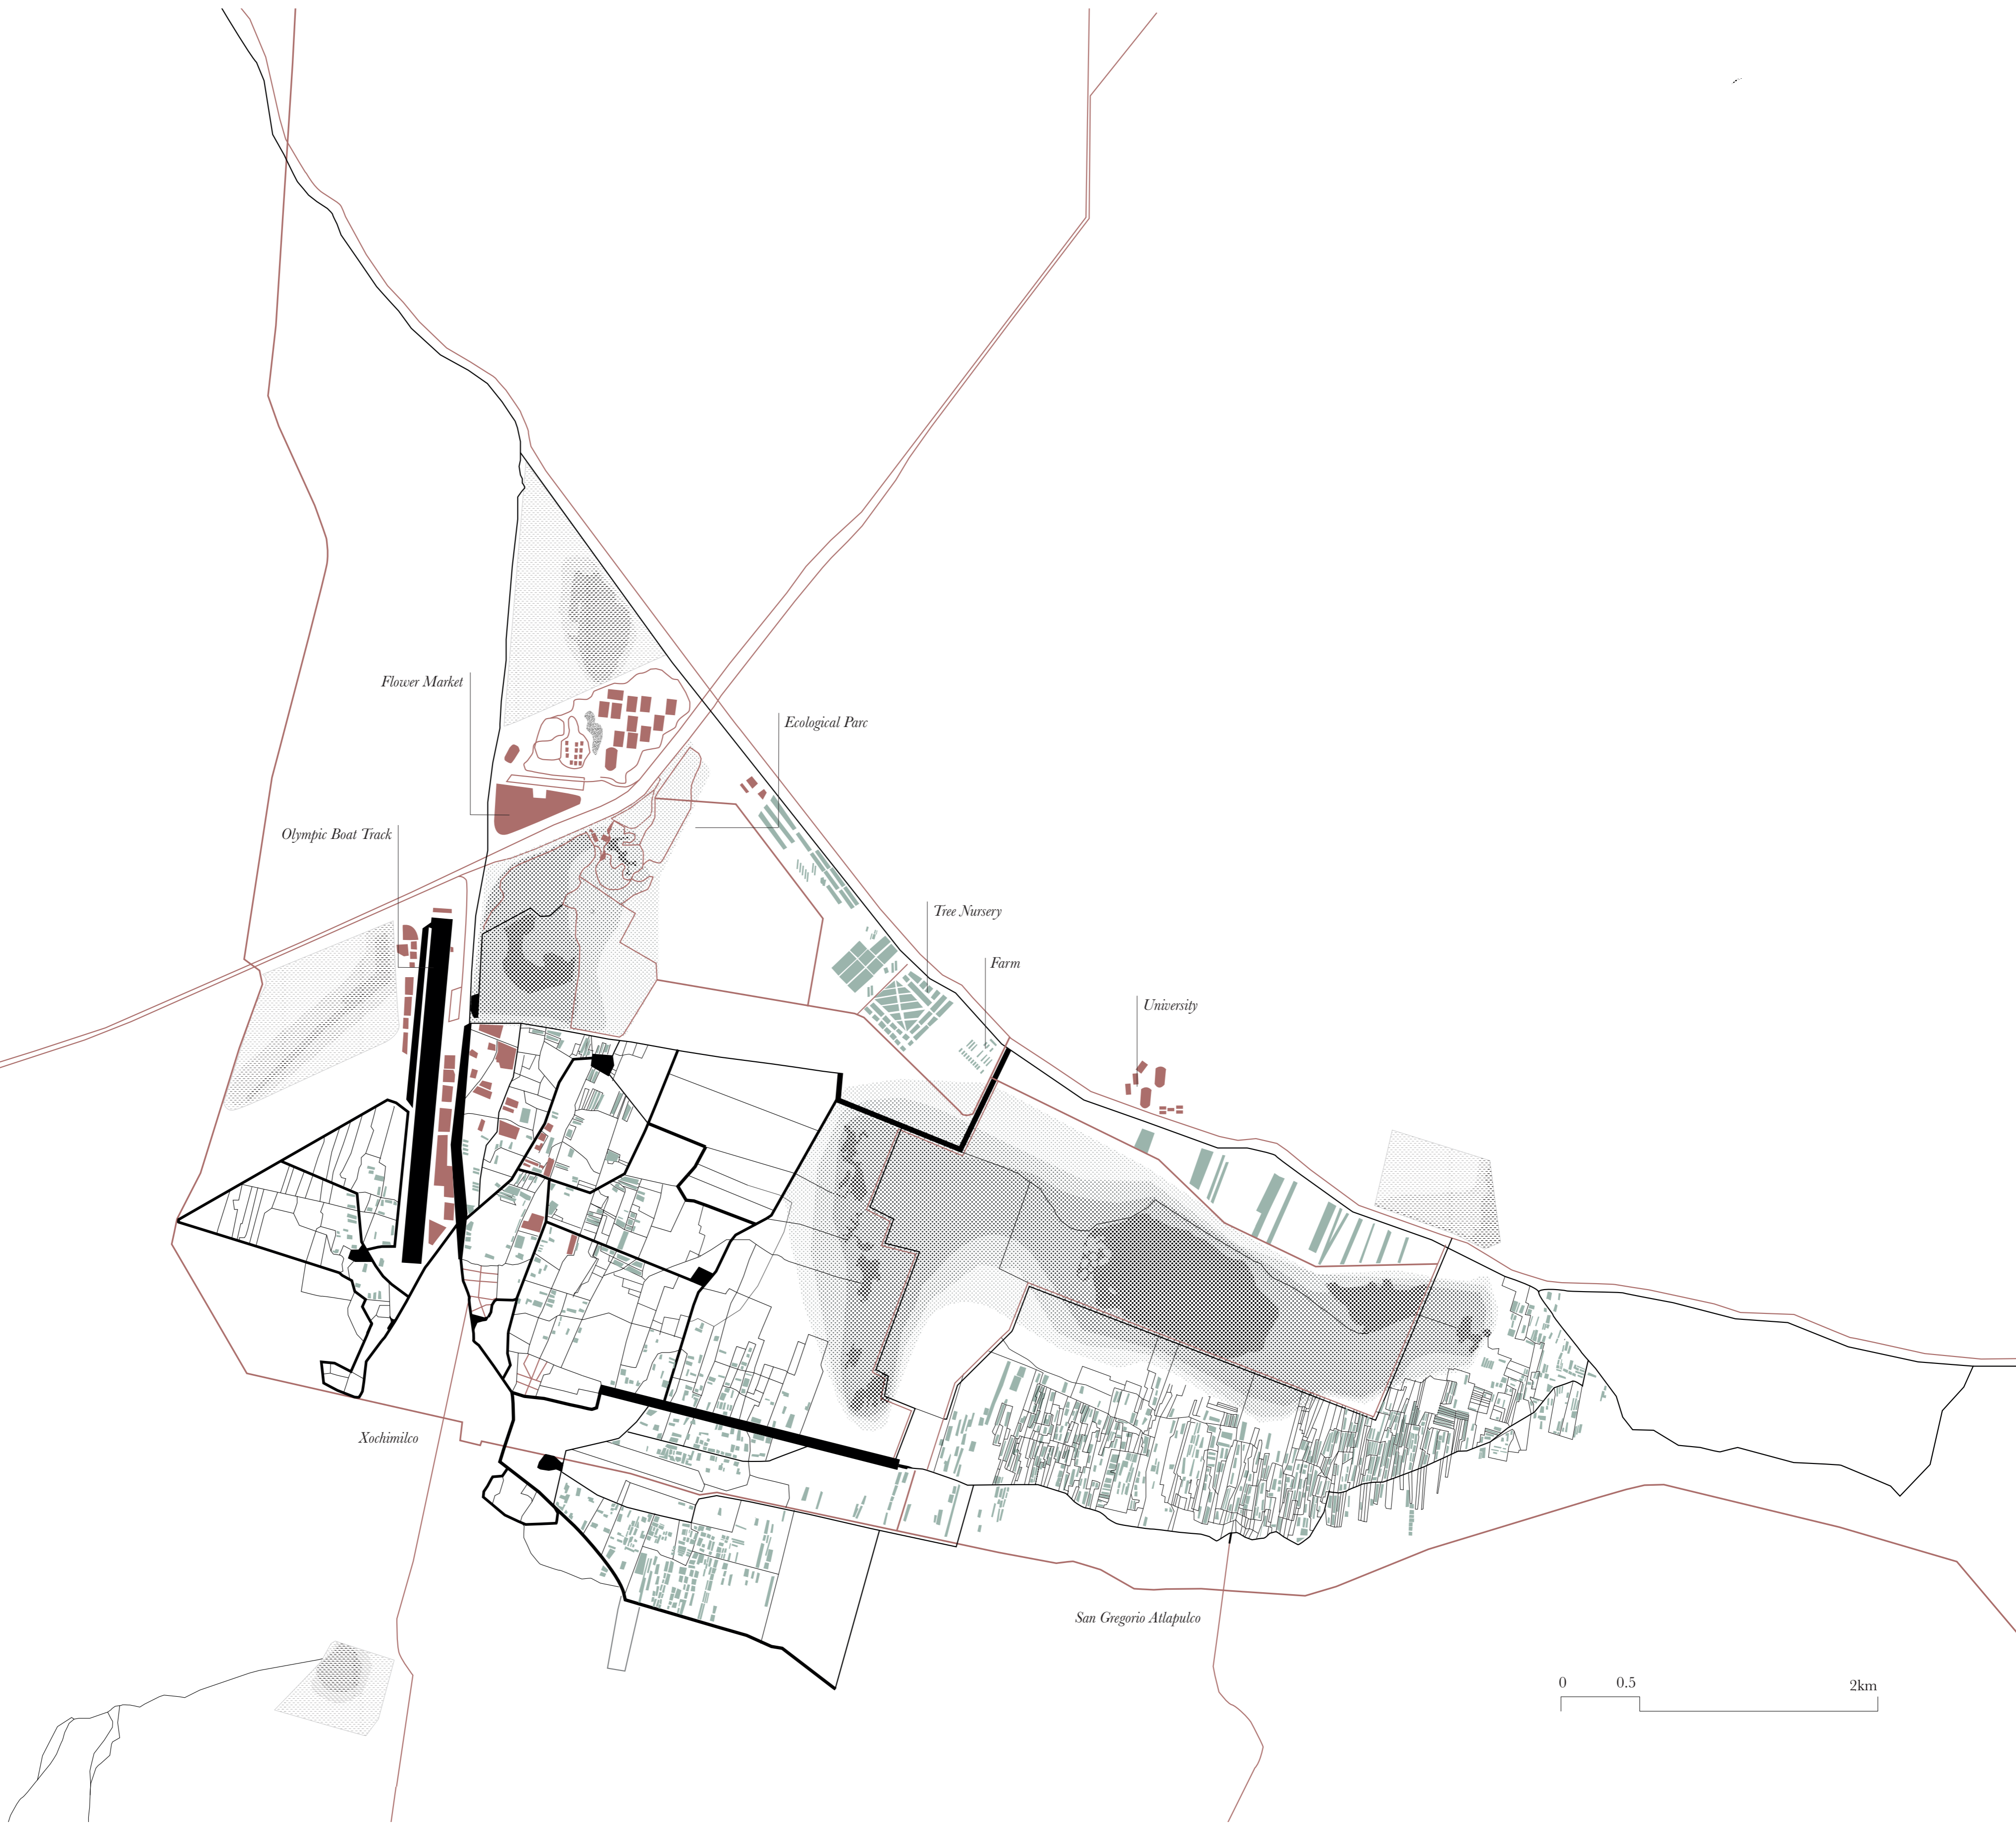 Flower Market
Ecological Parc
Olympic Boat Track
Tree Nursery
Farm
University
Xochimilco
San Gregorio Atlapulco
0 0.5 2km